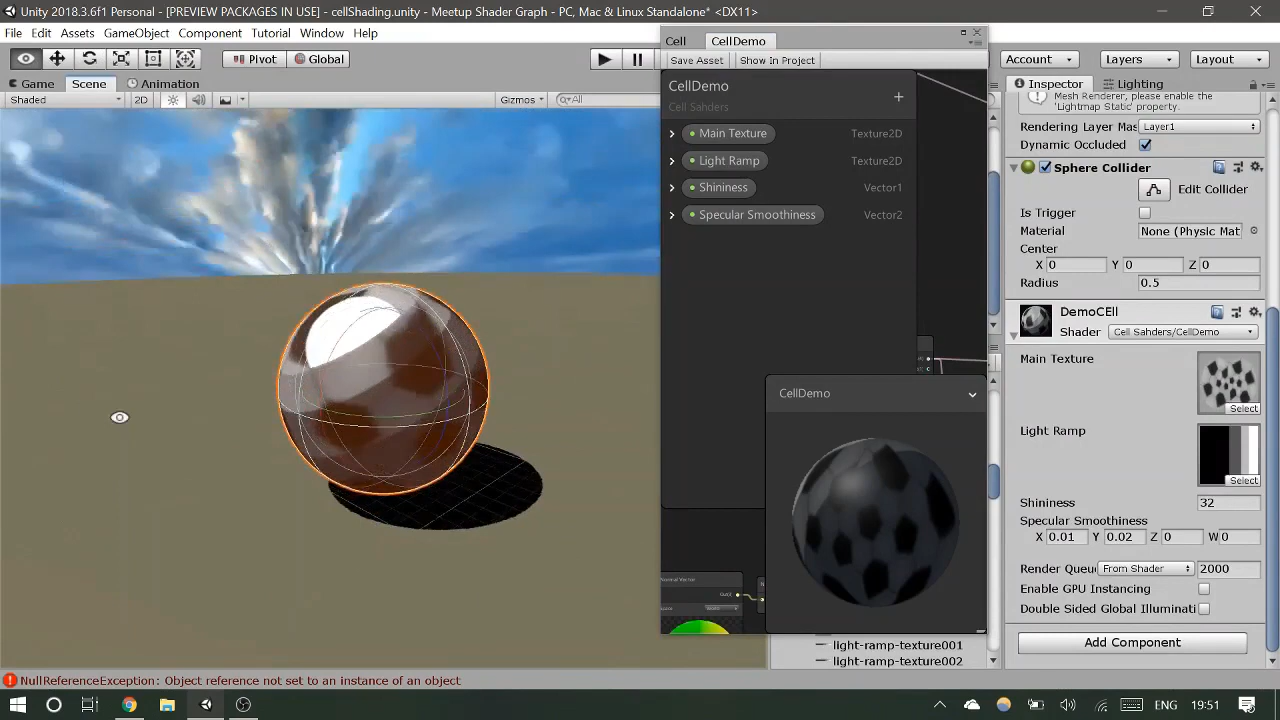 Unity 2018.3.6f1 Personal - [PREVIEW PACKAGES IN USE] - cellShading.unity - Meetup Shader Graph - PC, Mac & Linux Standalone* <DX11>
File Edit Assets GameObject Component Tutorial Window Help
Pivot Global
Account Layers Layout
Game Scene Animation
Shaded 2D Gizmos All
Cell CellDemo
Save Asset Show In Project
CellDemo
Cell Sahders
Main Texture Texture2D
Light Ramp Texture2D
Shininess Vector1
Specular Smoothiness Vector2
CellDemo
Normal Vector
light-ramp-texture001
light-ramp-texture002
Inspector Lighting
Mesh Renderer, please enable the
'Lightmap Static' property.
Rendering Layer Mas Layer1
Dynamic Occluded
Sphere Collider
Edit Collider
Is Trigger
Material None (Physic Mat
Center
X 0 Y 0 Z 0
Radius 0.5
DemoCEll
Shader Cell Sahders/CellDemo
Main Texture
Select
Light Ramp
Select
Shininess 32
Specular Smoothiness
X 0.01 Y 0.02 Z 0 W 0
Render Queu From Shader 2000
Enable GPU Instancing
Double Sided Global Illuminati
Add Component
NullReferenceException: Object reference not set to an instance of an object
ENG 19:51